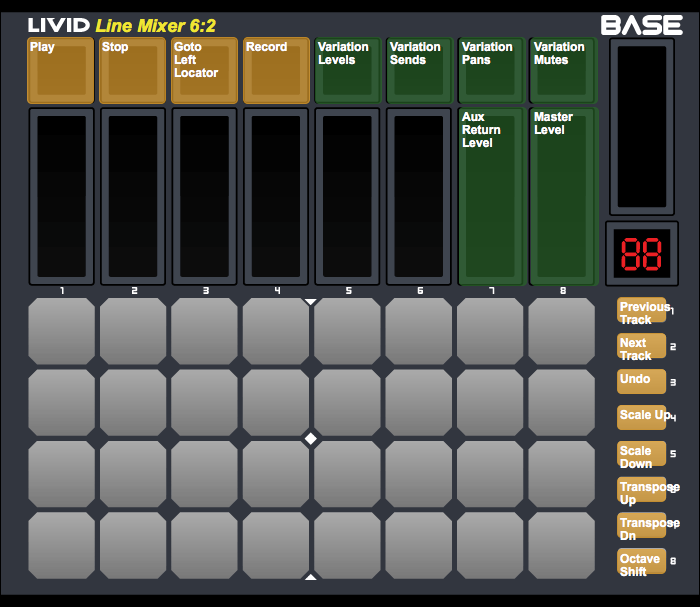 LIVID Line Mixer 6:2
BASE
Play
Stop
Goto
Left
Locator
Record
Variation
Levels
Variation
Sends
Variation
Pans
Variation
Mutes
Aux
Return
Level
Master
Level
88
1 2 3 4 5 6 7 8
Previous
Track
1
Next
Track
2
Undo
3
Scale Up
4
Scale
Down
5
Transpose
Up
Transpose
Dn
Octave
Shift
8